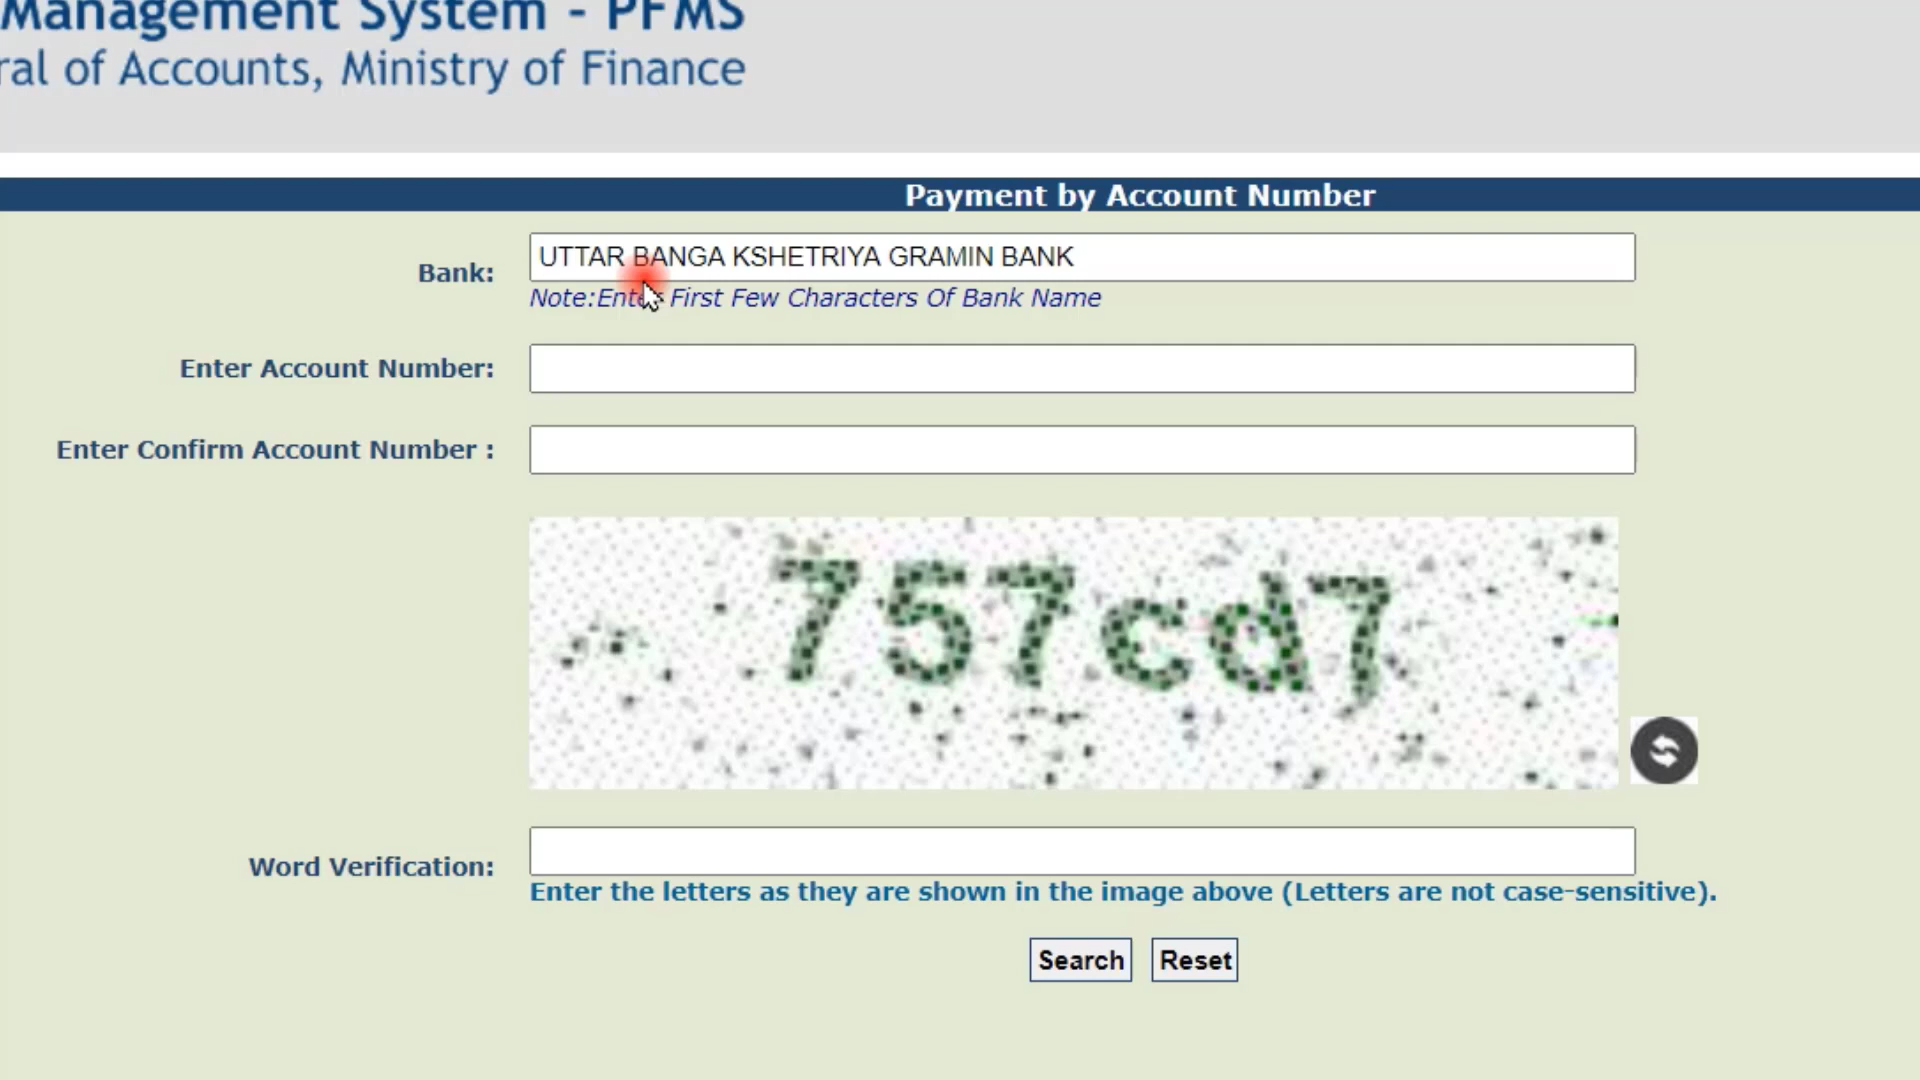 Management System - PFMS
ral of Accounts, Ministry of Finance
Payment by Account Number
Bank: UTTAR BANGA KSHETRIYA GRAMIN BANK
Note:Enter First Few Characters Of Bank Name
Enter Account Number:
Enter Confirm Account Number :
757cd7
Word Verification:
Enter the letters as they are shown in the image above (Letters are not case-sensitive).
Search Reset